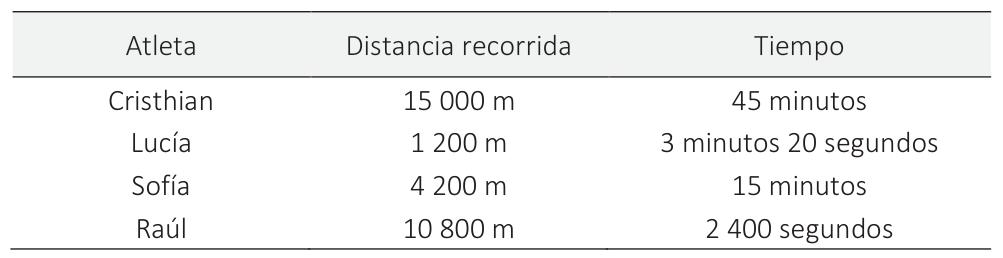 Atleta Distancia recorrida Tiempo
Cristhian 15 000 m 45 minutos
Lucía 1 200 m 3 minutos 20 segundos
Sofía 4 200 m 15 minutos
Raúl 10 800 m 2 400 segundos